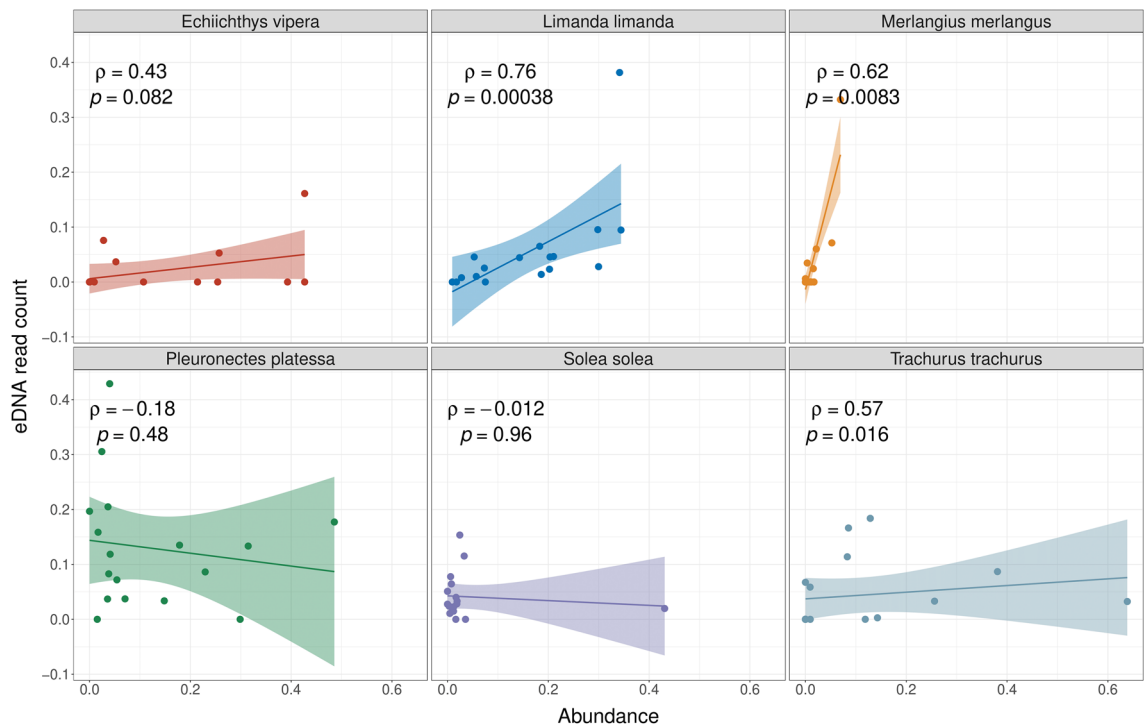 Echiichthys vipera
Limanda limanda
Merlangius merlangus
ρ = 0.43
p = 0.082
ρ = 0.76
p = 0.00038
ρ = 0.62
p = 0.0083
0.4
0.3
0.2
0.1
0.0
−0.1
Pleuronectes platessa
Solea solea
Trachurus trachurus
ρ = −0.18
p = 0.48
ρ = −0.012
p = 0.96
ρ = 0.57
p = 0.016
0.4
0.3
0.2
0.1
0.0
−0.1
0.0 0.2 0.4 0.6
0.0 0.2 0.4 0.6
0.0 0.2 0.4 0.6
eDNA read count
Abundance